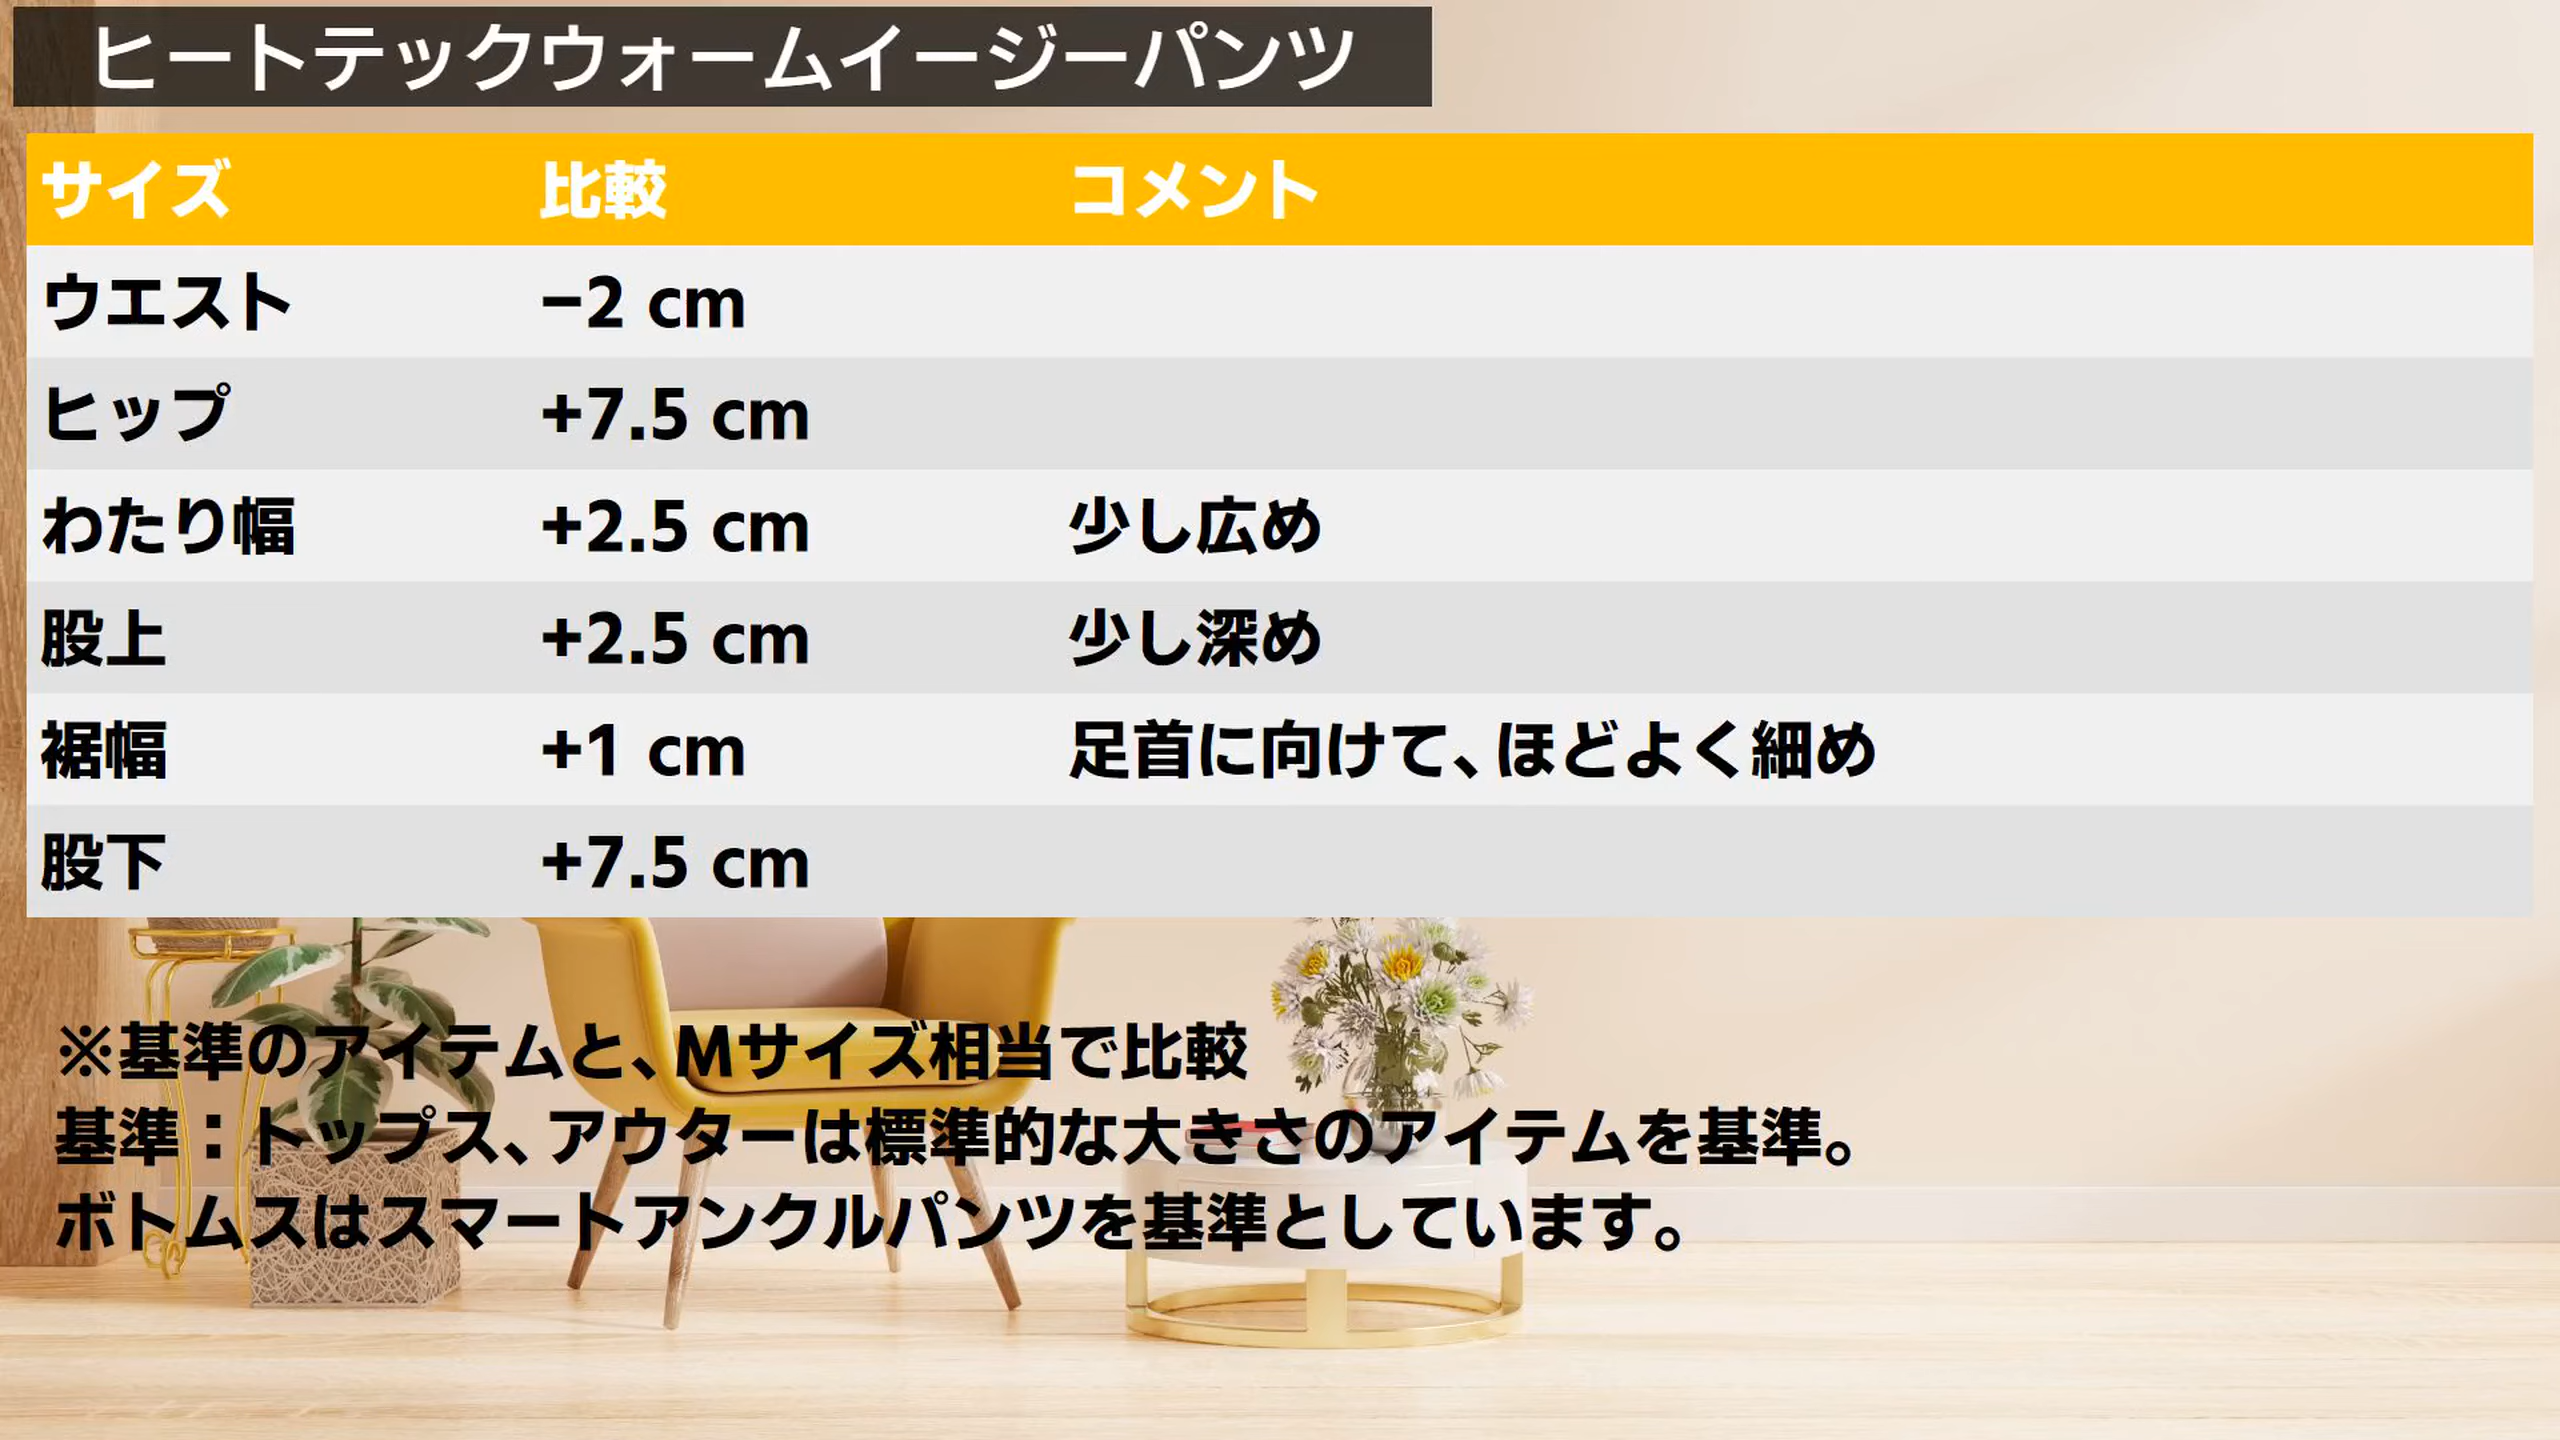 ヒートテックウォームイージーパンツ
サイズ 比較 コメント
ウエスト −2 cm
ヒップ +7.5 cm
わたり幅 +2.5 cm 少し広め
股上 +2.5 cm 少し深め
裾幅 +1 cm 足首に向けて、ほどよく細め
股下 +7.5 cm
※基準のアイテムと、Mサイズ相当で比較
基準：トップス、アウターは標準的な大きさのアイテムを基準。
ボトムスはスマートアンクルパンツを基準としています。